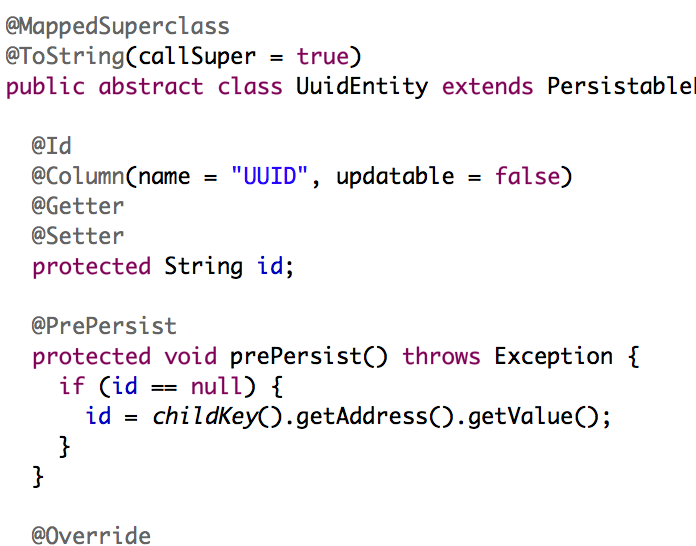 @MappedSuperclass
@ToString(callSuper = true)
public abstract class UuidEntity extends Persistable
@Id
@Column(name = "UUID", updatable = false)
@Getter
@Setter
protected String id;
@PrePersist
protected void prePersist() throws Exception {
if (id == null) {
id = childKey().getAddress().getValue();
}
}
@Override